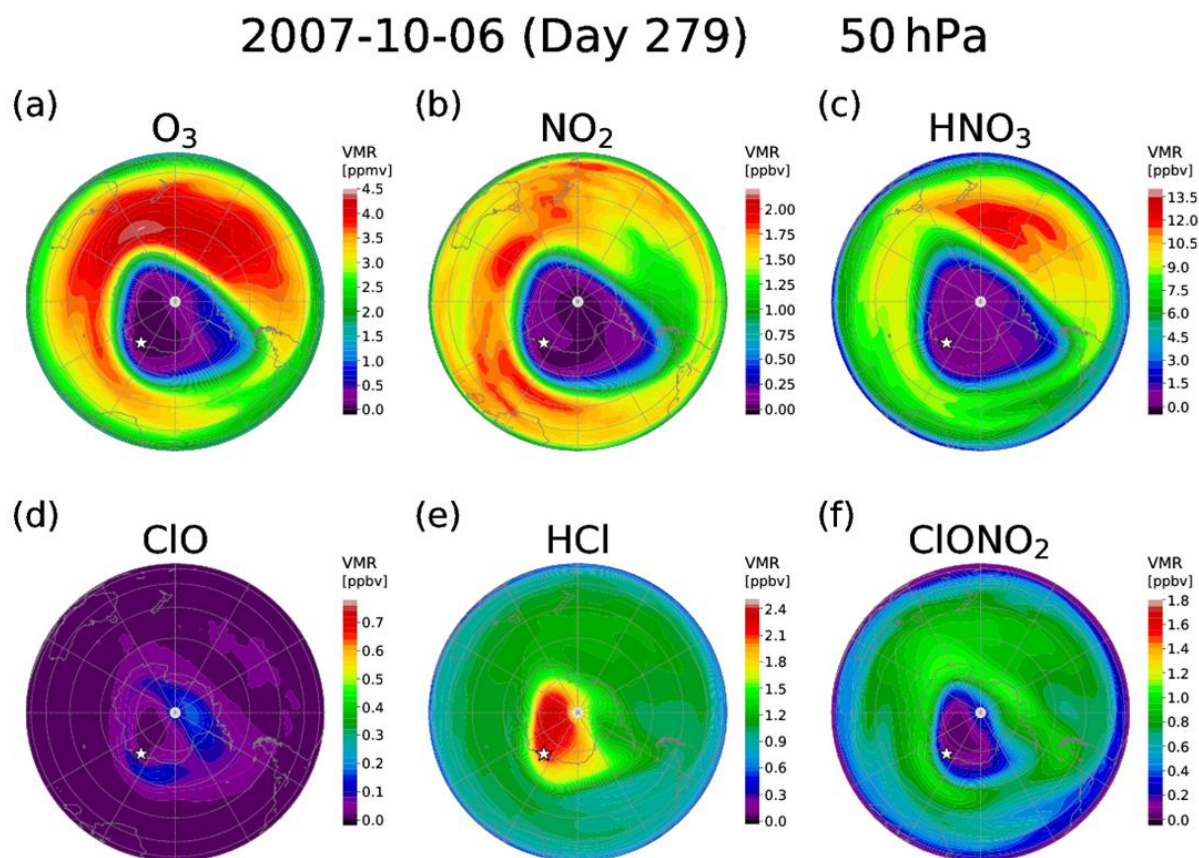 2007-10-06 (Day 279) 50 hPa
(a)
O₃
VMR
[ppmv]
4.5
4.0
3.5
3.0
2.5
2.0
1.5
1.0
0.5
0.0
(b)
NO₂
VMR
[ppbv]
2.00
1.75
1.50
1.25
1.00
0.75
0.50
0.25
0.00
(c)
HNO₃
VMR
[ppbv]
13.5
12.0
10.5
9.0
7.5
6.0
4.5
3.0
1.5
0.0
(d)
ClO
VMR
[ppbv]
0.7
0.6
0.5
0.4
0.3
0.2
0.1
0.0
(e)
HCl
VMR
[ppbv]
2.4
2.1
1.8
1.5
1.2
0.9
0.6
0.3
0.0
(f)
ClONO₂
VMR
[ppbv]
1.8
1.6
1.4
1.2
1.0
0.8
0.6
0.4
0.2
0.0